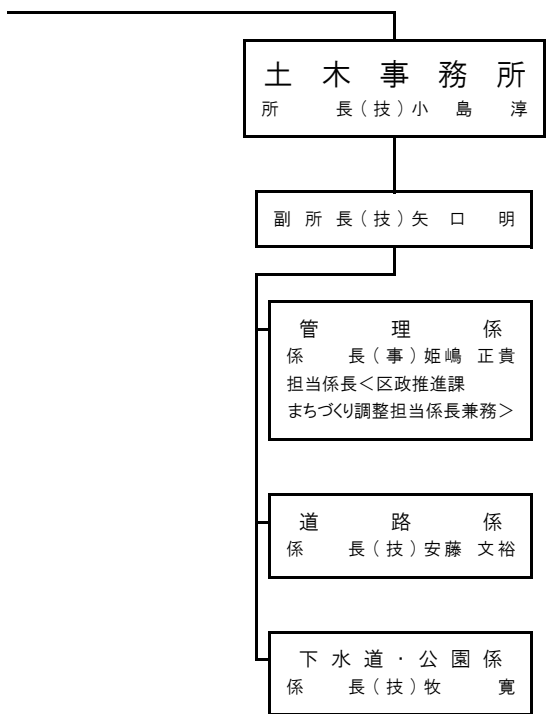 土木事務所
所長(技)小島淳
副所長(技)矢口明
管理係
係長(事)姫嶋正貴
担当係長<区政推進課
まちづくり調整担当係長兼務>
道路係
係長(技)安藤文裕
下水道・公園係
係長(技)牧寛